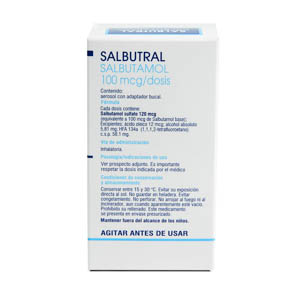 SALBUTRAL
SALBUTAMOL
100 mcg/dosis
Contenido:
aerosol con adaptador bucal.
Fórmula
Cada dosis contiene:
Salbutamol sulfato 120 mcg
(equivalente a 100 mcg de Salbutamol base);
Excipientes: ácido oleico 12 mcg; alcohol absoluto
5,81 mg; HFA 134a (1,1,1,2-tetrafluoroetano)
c.s.p. 58,1 mg.
Vía de administración
Inhalatoria.
Posología/indicaciones de uso
Ver prospecto adjunto. Es importante
respetar la dosis indicada por el médico
Condiciones de conservación
y almacenamiento
Conservar entre 15 y 30 °C. Evitar su exposición
directa al sol. No guardar en heladera. Evitar
congelamiento. No perforar. No arrojar al fuego ni al
incinerador, aun cuando aparentemente esté vacío.
Prohibido su rellenado. Este medicamento
se presenta en envase presurizado
Mantener fuera del alcance de los niños.
AGITAR ANTES DE USAR